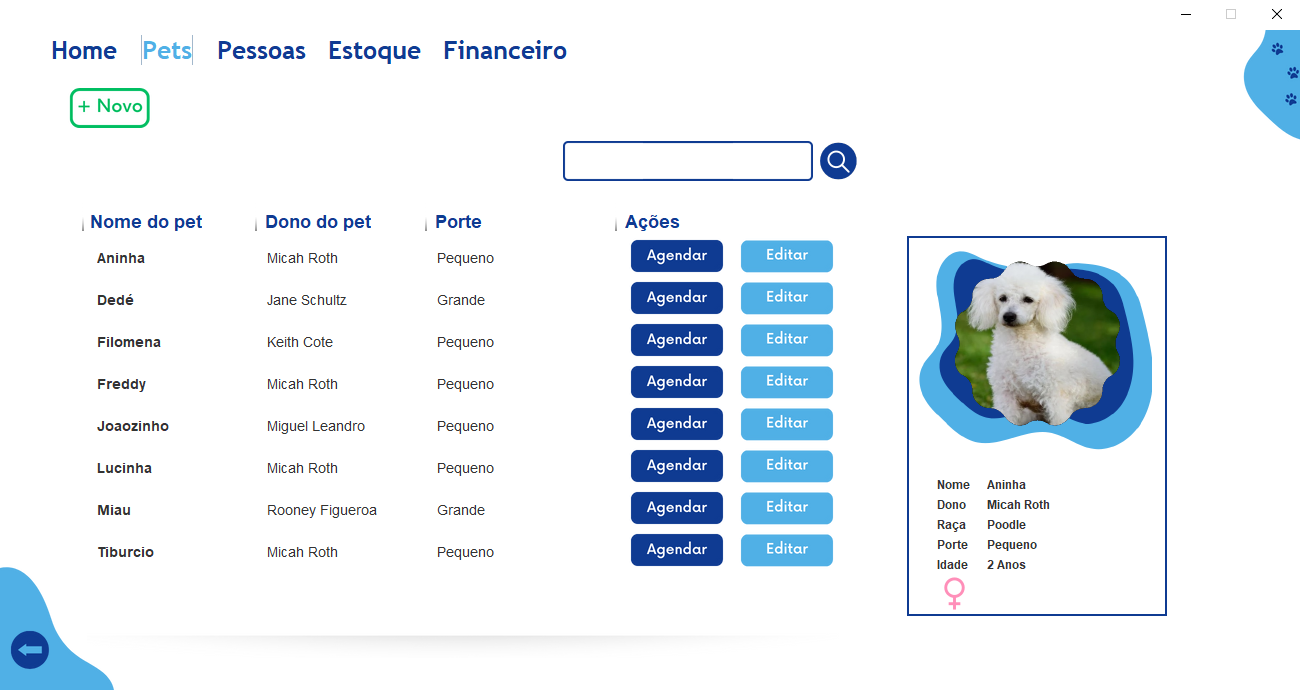 Home Pets Pessoas Estoque Financeiro
+ Novo
Nome do pet Dono do pet Porte Ações
Aninha Micah Roth Pequeno Agendar Editar
Dedé Jane Schultz Grande Agendar Editar
Filomena Keith Cote Pequeno Agendar Editar
Freddy Micah Roth Pequeno Agendar Editar
Joaozinho Miguel Leandro Pequeno Agendar Editar
Lucinha Micah Roth Pequeno Agendar Editar
Miau Rooney Figueroa Grande Agendar Editar
Tiburcio Micah Roth Pequeno Agendar Editar
Nome Aninha
Dono Micah Roth
Raça Poodle
Porte Pequeno
Idade 2 Anos